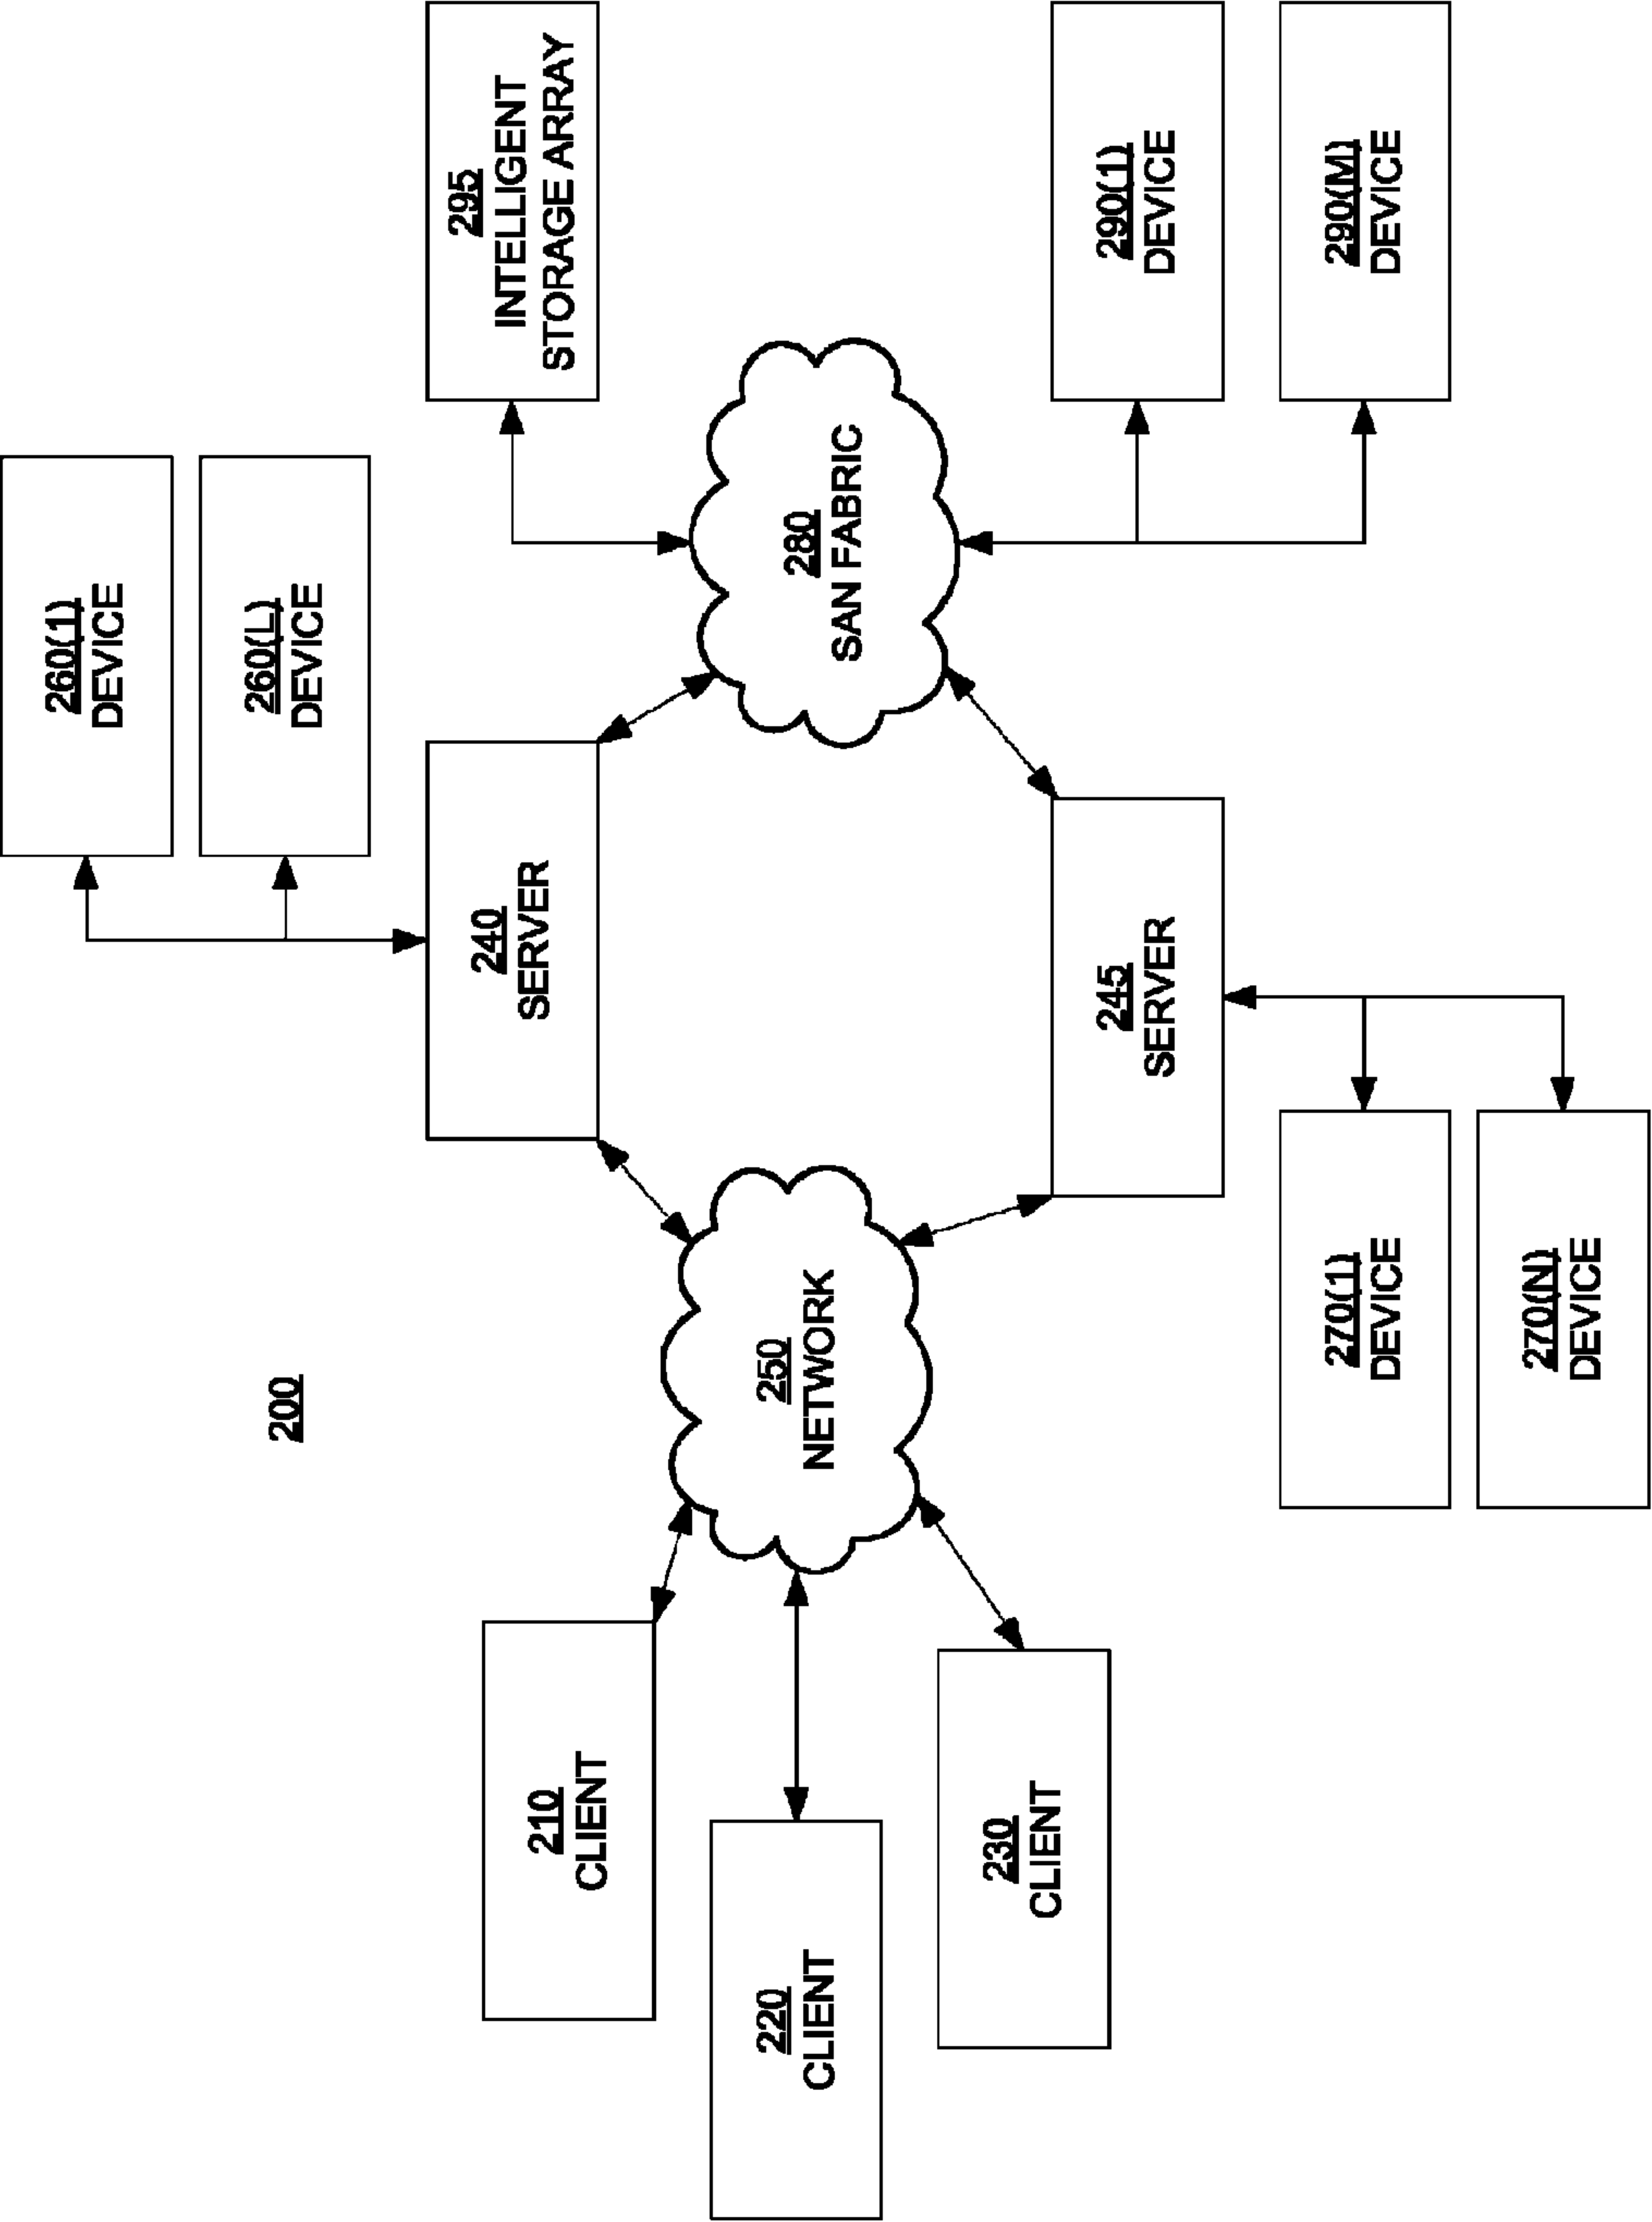 260(1)
DEVICE
260(L)
DEVICE
200
240
SERVER
295
INTELLIGENT
STORAGE ARRAY
210
CLIENT
220
CLIENT
250
NETWORK
280
SAN FABRIC
230
CLIENT
245
SERVER
290(1)
DEVICE
270(1)
DEVICE
290(M)
DEVICE
270(N)
DEVICE